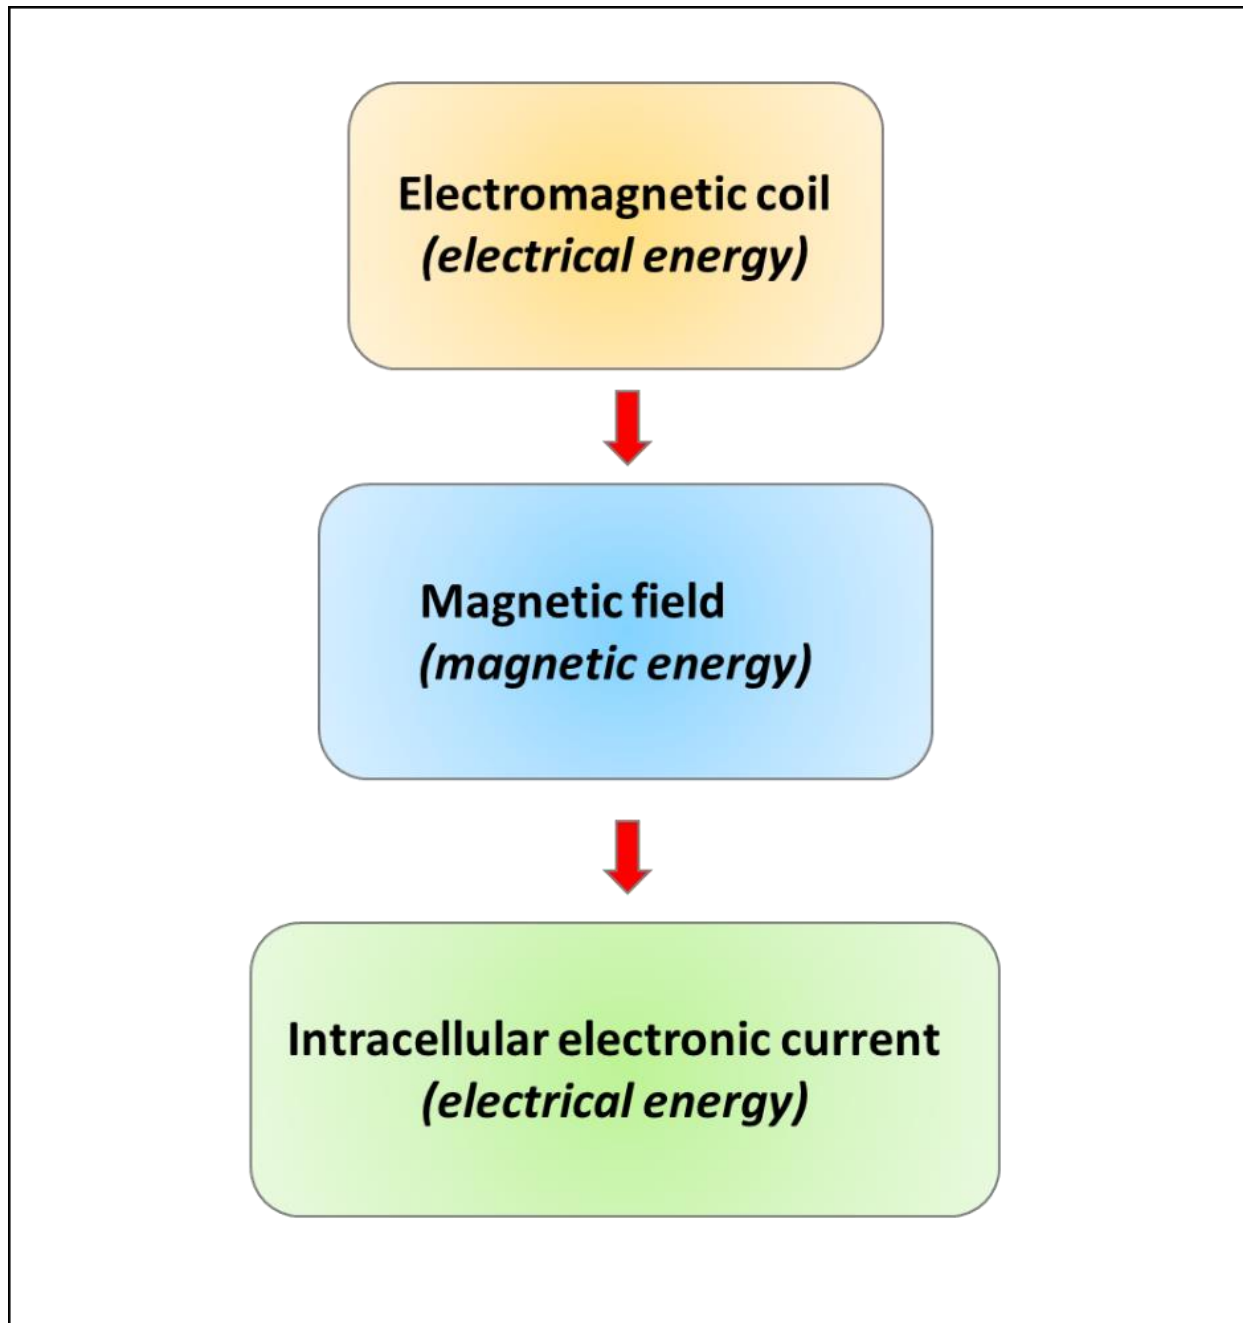 Electromagnetic coil
(electrical energy)
Magnetic field
(magnetic energy)
Intracellular electronic current
(electrical energy)